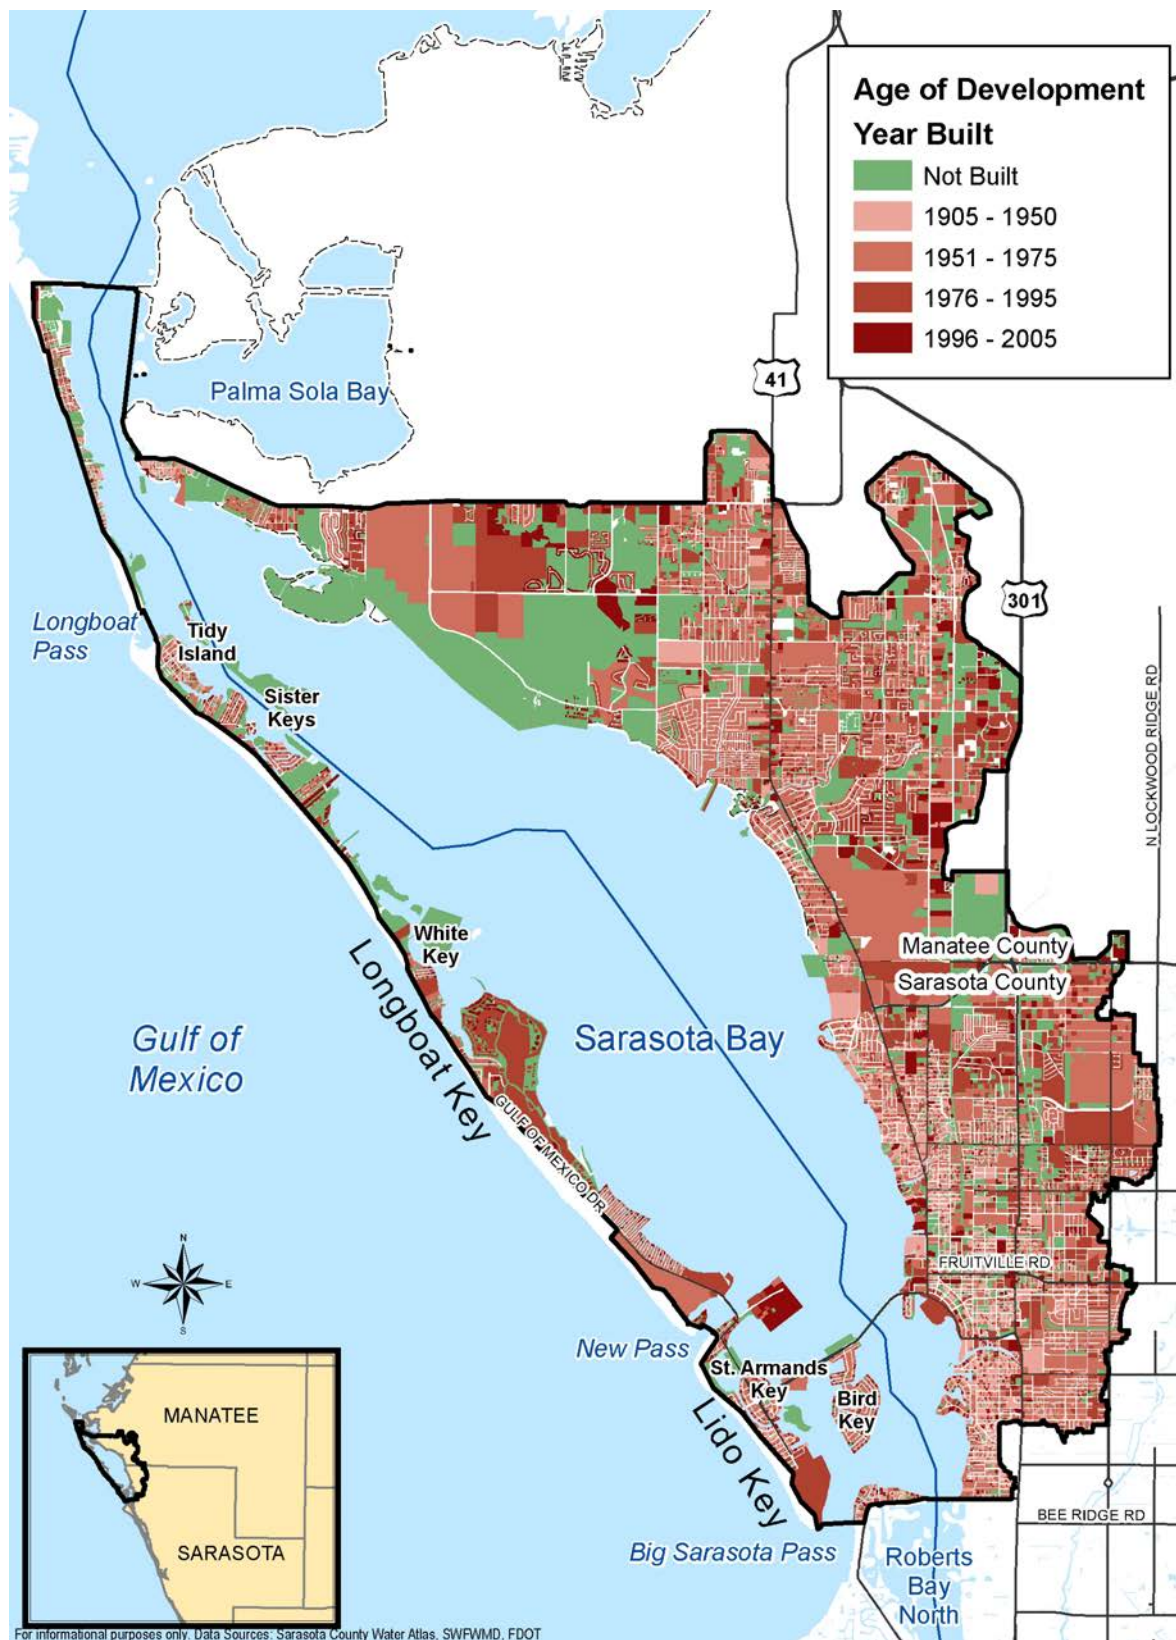 Age of Development
Year Built
Not Built
1905 - 1950
1951 - 1975
1976 - 1995
1996 - 2005
41
Palma Sola Bay
301
Longboat
Pass
Tidy
Island
Sister
Keys
N LOCKWOOD RIDGE RD
White
Key
Manatee County
Sarasota County
Longboat Key
Gulf of
Mexico
Sarasota Bay
GULF OF MEXICO DR
N
W
E
S
FRUITVILLE RD
New Pass
St. Armands
Key
Bird
Key
Lido Key
MANATEE
SARASOTA
BEE RIDGE RD
Big Sarasota Pass
Roberts
Bay
North
For informational purposes only. Data Sources: Sarasota County Water Atlas, SWFWMD, FDOT